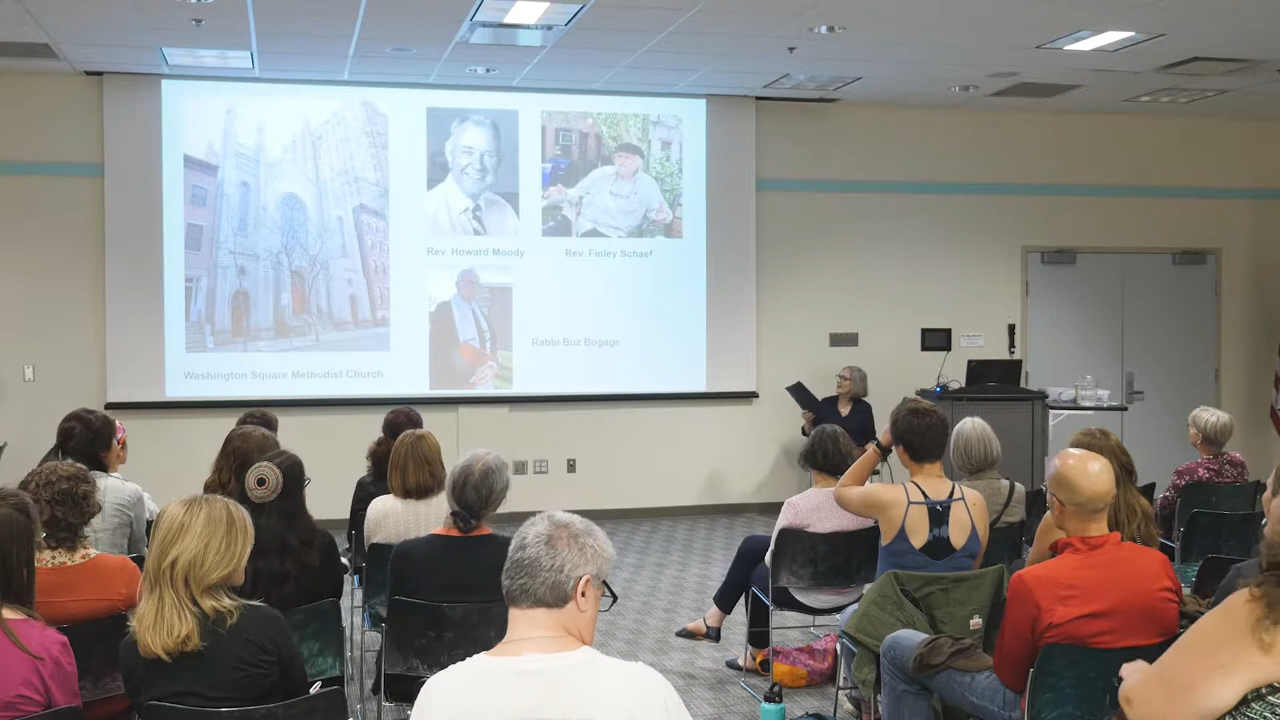 Rev. Howard Moody
Rev. Finley Schaef
Rabbi Buz Bogage
Washington Square Methodist Church